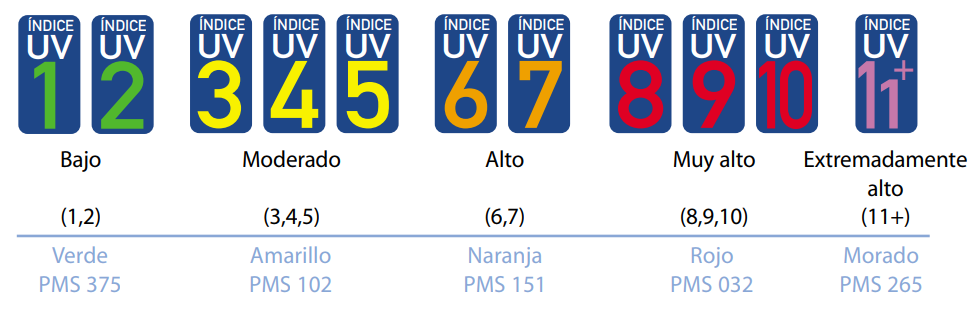 ÍNDICE UV 1
ÍNDICE UV 2
ÍNDICE UV 3
ÍNDICE UV 4
ÍNDICE UV 5
ÍNDICE UV 6
ÍNDICE UV 7
ÍNDICE UV 8
ÍNDICE UV 9
ÍNDICE UV 10
ÍNDICE UV 11+
Bajo Moderado Alto Muy alto Extremadamente
alto
(1,2) (3,4,5) (6,7) (8,9,10) (11+)
Verde Amarillo Naranja Rojo Morado
PMS 375 PMS 102 PMS 151 PMS 032 PMS 265